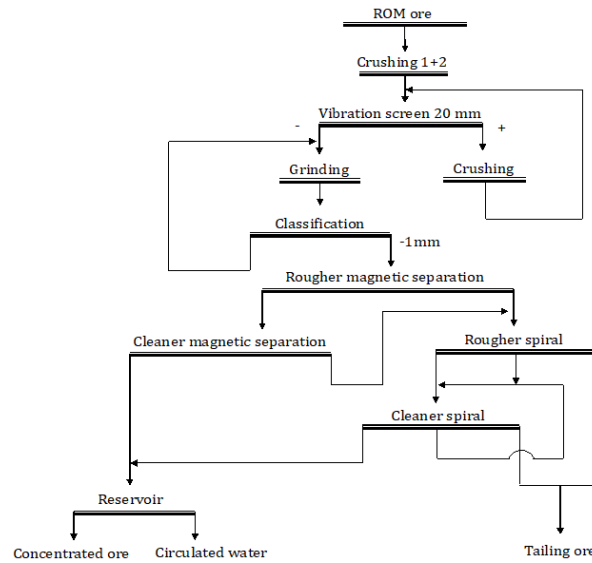 ROM ore
Crushing 1+2
Vibration screen 20 mm
- +
Grinding Crushing
Classification
-1mm
Rougher magnetic separation
Cleaner magnetic separation Rougher spiral
Cleaner spiral
Reservoir
Concentrated ore Circulated water Tailing ore